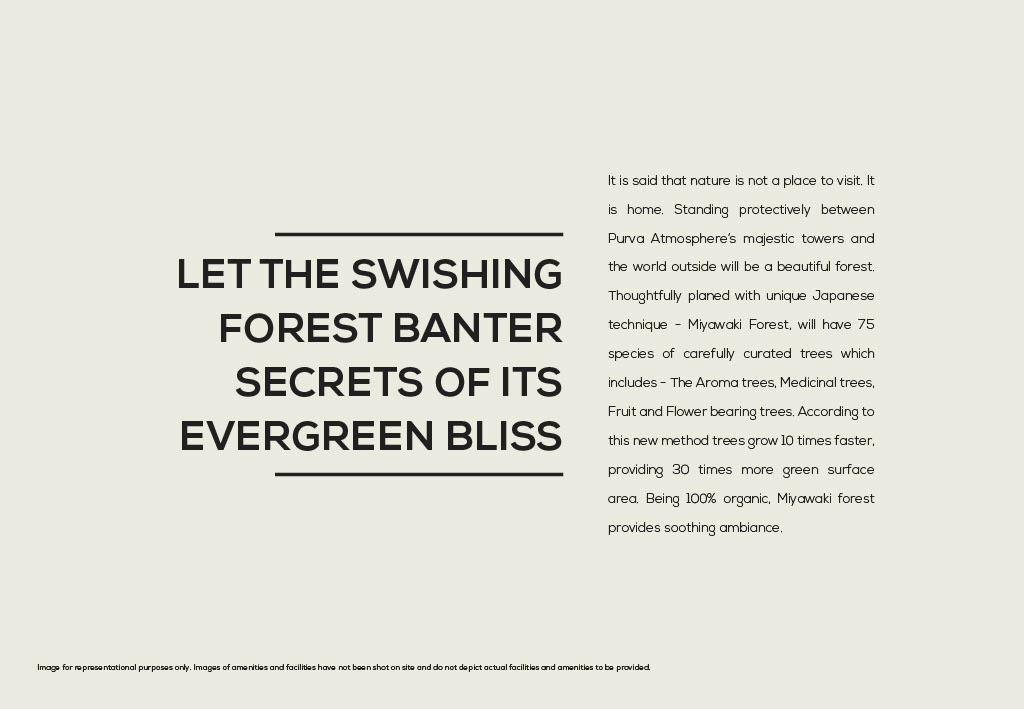 LET THE SWISHING
FOREST BANTER
SECRETS OF ITS
EVERGREEN BLISS
It is said that nature is not a place to visit. It
is home. Standing protectively between
Purva Atmosphere's majestic towers and
the world outside will be a beautiful forest.
Thoughtfully planed with unique Japanese
technique - Miyawaki Forest, will have 75
species of carefully curated trees which
includes - The Aroma trees, Medicinal trees,
Fruit and Flower bearing trees. According to
this new method trees grow 10 times faster,
providing 30 times more green surface
area. Being 100% organic, Miyawaki forest
provides soothing ambiance.
Image for representational purposes only. Images of amenities and facilities have not been shot on site and do not depict actual facilities and amenities to be provided.